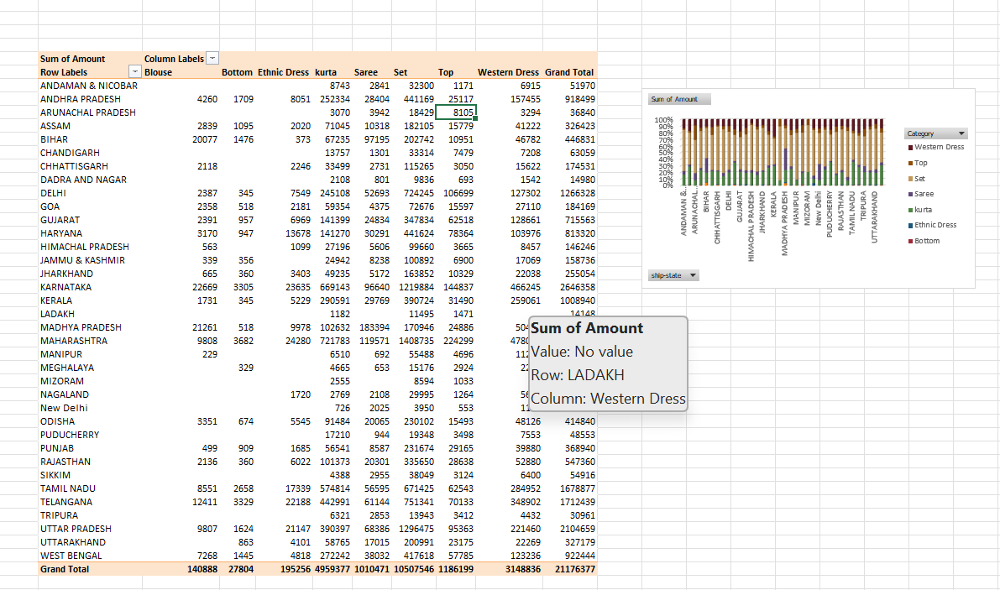 Sum of Amount Column Labels
Row Labels Blouse Bottom Ethnic Dress kurta Saree Set Top Western Dress Grand Total
ANDAMAN & NICOBAR 8743 2841 32300 1171 6915 51970
ANDHRA PRADESH 4260 1709 8051 252334 28404 441169 25117 157455 918499
ARUNACHAL PRADESH 3070 3942 18429 8105 3294 36840
ASSAM 2839 1095 2020 71045 10318 182105 15779 41222 326423
BIHAR 20077 1476 373 67235 97195 202742 10951 46782 446831
CHANDIGARH 13757 1301 33314 7479 7208 63059
CHHATTISGARH 2118 2246 33499 2731 115265 3050 15622 174531
DADRA AND NAGAR 2108 801 9836 693 1542 14980
DELHI 2387 345 7549 245108 52693 724245 106699 127302 1266328
GOA 2358 518 2181 59354 4375 72676 15597 27110 184169
GUJARAT 2391 957 6969 141399 24834 347834 62518 128661 715563
HARYANA 3170 947 13678 141270 30291 441624 78364 103976 813320
HIMACHAL PRADESH 563 1099 27196 5606 99660 3665 8457 146246
JAMMU & KASHMIR 339 356 24942 8238 100892 6900 17069 158736
JHARKHAND 665 360 3403 49235 5172 163852 10329 22038 255054
KARNATAKA 22669 3305 23635 669143 96640 1219884 144837 466245 2646358
KERALA 1731 345 5229 290591 29769 390724 31490 259061 1008940
LADAKH 1182 11495 1471 14148
MADHYA PRADESH 21261 518 9978 102632 183394 170946 24886
MAHARASHTRA 9808 3682 24280 721783 119571 1408735 224299
MANIPUR 229 6510 692 55488 4696
MEGHALAYA 329 4665 653 15176 2924
MIZORAM 2555 8594 1033
NAGALAND 1720 2769 2108 29995 1264
New Delhi 726 2025 3950 553
ODISHA 3351 674 5545 91484 20065 230102 15493 48126 414840
PUDUCHERRY 17210 944 19348 3498 7553 48553
PUNJAB 499 909 1685 56541 8587 231674 29165 39880 368940
RAJASTHAN 2136 360 6022 101373 20301 335650 28638 52880 547360
SIKKIM 4388 2955 38049 3124 6400 54916
TAMIL NADU 8551 2658 17339 574814 56595 671425 62543 284952 1678877
TELANGANA 12411 3329 22188 442991 61144 751341 70133 348902 1712439
TRIPURA 6321 2853 13943 3412 4432 30961
UTTAR PRADESH 9807 1624 21147 390397 68386 1296475 95363 221460 2104659
UTTARAKHAND 863 4101 58765 17015 200991 23175 22269 327179
WEST BENGAL 7268 1445 4818 272242 38032 417618 57785 123236 922444
Grand Total 140888 27804 195256 4959377 1010471 10507546 1186199 3148836 21176377
Sum of Amount
Value: No value
Row: LADAKH
Column: Western Dress
Sum of Amount
100%
90%
80%
70%
60%
50%
40%
30%
20%
10%
0%
ANDAMAN &...
ARUNACHAL...
BIHAR
CHHATTISGARH
DELHI
GUJARAT
HIMACHAL PRADESH
JHARKHAND
KERALA
MADHYA PRADESH
MANIPUR
MIZORAM
New Delhi
PUDUCHERRY
RAJASTHAN
TAMIL NADU
TRIPURA
UTTARAKHAND
Category
Western Dress
Top
Set
Saree
kurta
Ethnic Dress
Bottom
ship-state